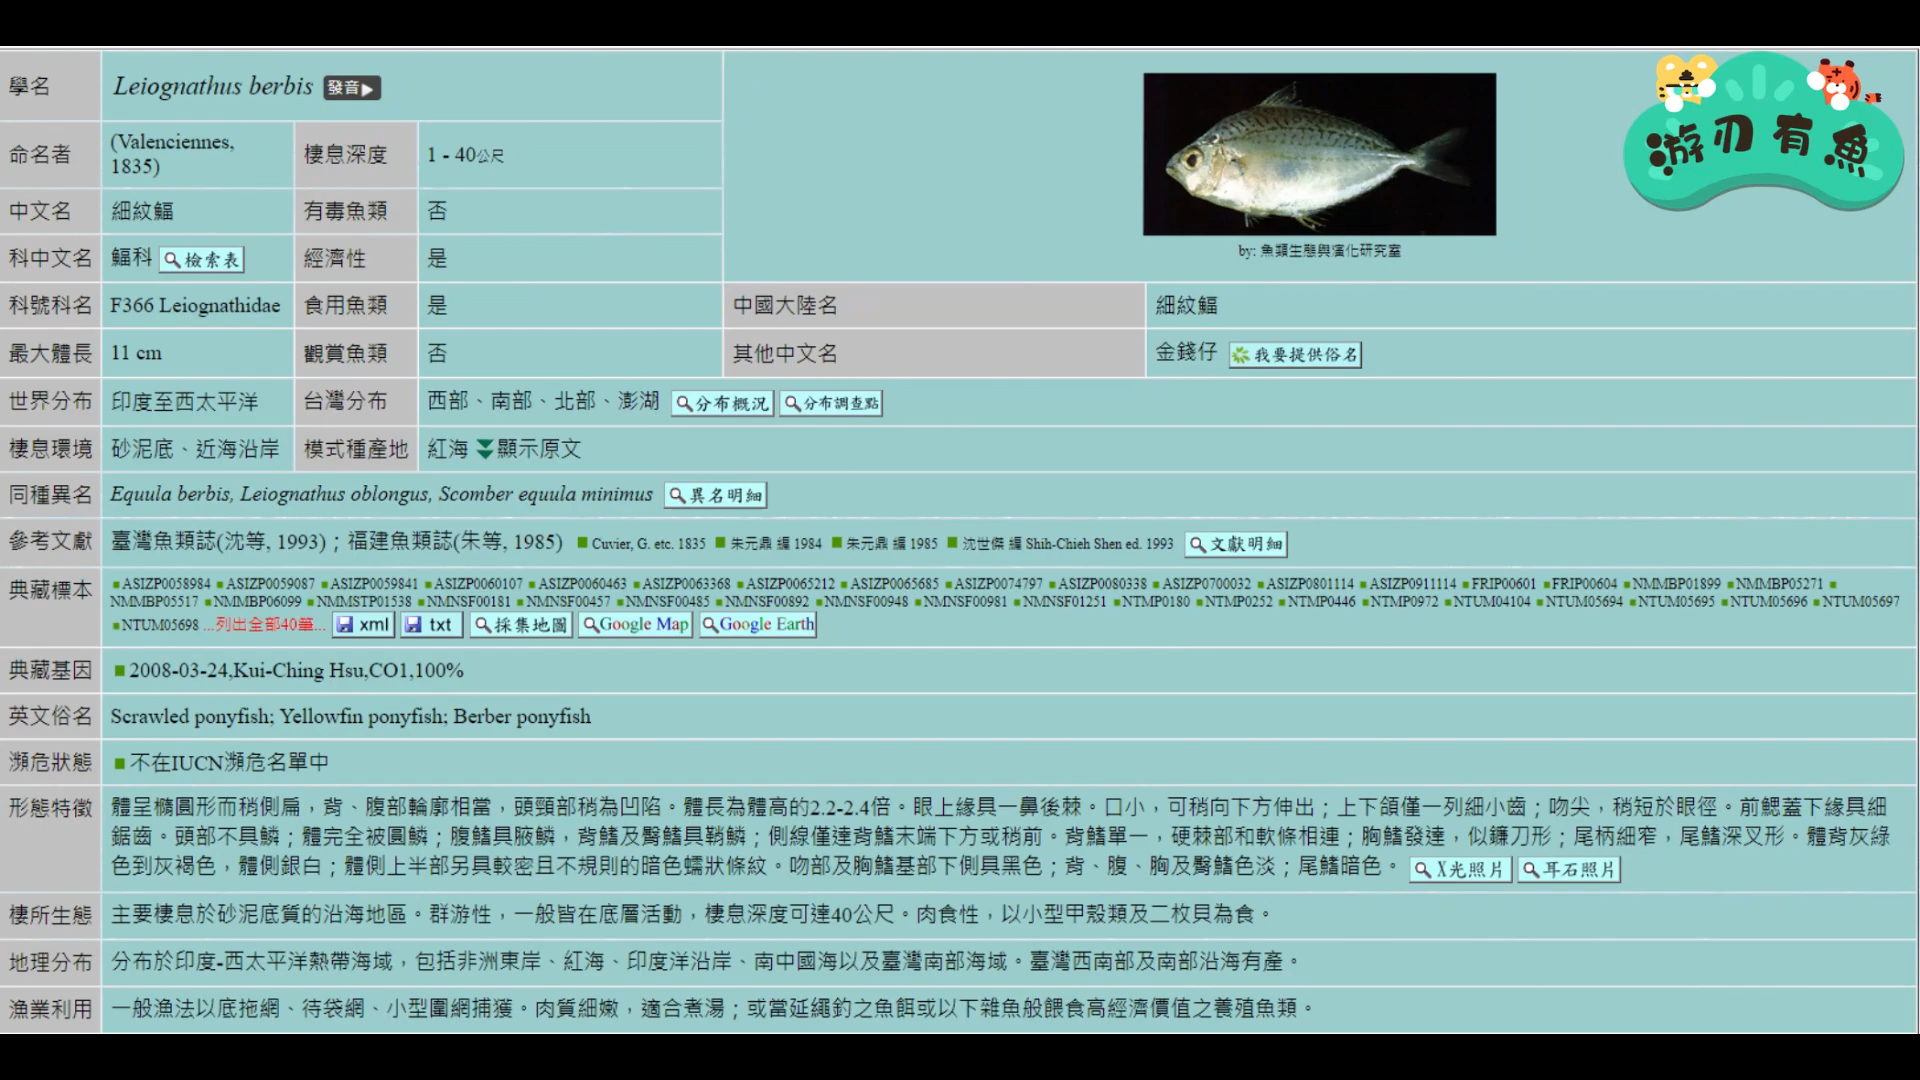 學名 Leiognathus berbis 發音▶
命名者 (Valenciennes, 1835) 棲息深度 1 - 40公尺
中文名 細紋鰏 有毒魚類 否
科中文名 鰏科 檢索表 經濟性 是
by: 魚類生態與演化研究室
游刃有魚
科號科名 F366 Leiognathidae 食用魚類 是 中國大陸名 細紋鰏
最大體長 11 cm 觀賞魚類 否 其他中文名 金錢仔 我要提供俗名
世界分布 印度至西太平洋 台灣分布 西部、南部、北部、澎湖 分布概況 分布調查點
棲息環境 砂泥底、近海沿岸 模式種產地 紅海 顯示原文
同種異名 Equula berbis, Leiognathus oblongus, Scomber equula minimus 異名明細
參考文獻 臺灣魚類誌(沈等, 1993)；福建魚類誌(朱等, 1985) ■Cuvier, G. etc. 1835 ■朱元鼎 編 1984 ■朱元鼎 編 1985 ■沈世傑 編 Shih-Chieh Shen ed. 1993 文獻明細
典藏標本 ■ASIZP0058984 ■ASIZP0059087 ■ASIZP0059841 ■ASIZP0060107 ■ASIZP0060463 ■ASIZP0063368 ■ASIZP0065212 ■ASIZP0065685 ■ASIZP0074797 ■ASIZP0080338 ■ASIZP0700032 ■ASIZP0801114 ■ASIZP0911114 ■FRIP00601 ■FRIP00604 ■NMMBP01899 ■NMMBP05271 ■
NMMBP05517 ■NMMBP06099 ■NMMSTP01538 ■NMNSF00181 ■NMNSF00457 ■NMNSF00485 ■NMNSF00892 ■NMNSF00948 ■NMNSF00981 ■NMNSF01251 ■NTMP0180 ■NTMP0252 ■NTMP0446 ■NTMP0972 ■NTUM04104 ■NTUM05694 ■NTUM05695 ■NTUM05696 ■NTUM05697
■NTUM05698 ...列出全部40筆... xml txt 採集地圖 Google Map Google Earth
典藏基因 ■2008-03-24,Kui-Ching Hsu,CO1,100%
英文俗名 Scrawled ponyfish; Yellowfin ponyfish; Berber ponyfish
瀕危狀態 ■不在IUCN瀕危名單中
形態特徵 體呈橢圓形而稍側扁，背、腹部輪廓相當，頭頸部稍為凹陷。體長為體高的2.2-2.4倍。眼上緣具一鼻後棘。口小，可稍向下方伸出；上下頜僅一列細小齒；吻尖，稍短於眼徑。前鰓蓋下緣具細
鋸齒。頭部不具鱗；體完全被圓鱗；腹鰭具腋鱗，背鰭及臀鰭具鞘鱗；側線僅達背鰭末端下方或稍前。背鰭單一，硬棘部和軟條相連；胸鰭發達，似鐮刀形；尾柄細窄，尾鰭深叉形。體背灰綠
色到灰褐色，體側銀白；體側上半部另具較密且不規則的暗色蠕狀條紋。吻部及胸鰭基部下側具黑色；背、腹、胸及臀鰭色淡；尾鰭暗色。 X光照片 耳石照片
棲所生態 主要棲息於砂泥底質的沿海地區。群游性，一般皆在底層活動，棲息深度可達40公尺。肉食性，以小型甲殼類及二枚貝為食。
地理分布 分布於印度-西太平洋熱帶海域，包括非洲東岸、紅海、印度洋沿岸、南中國海以及臺灣南部海域。臺灣西南部及南部沿海有產。
漁業利用 一般漁法以底拖網、待袋網、小型圍網捕獲。肉質細嫩，適合煮湯；或當延繩釣之魚餌或以下雜魚般餵食高經濟價值之養殖魚類。